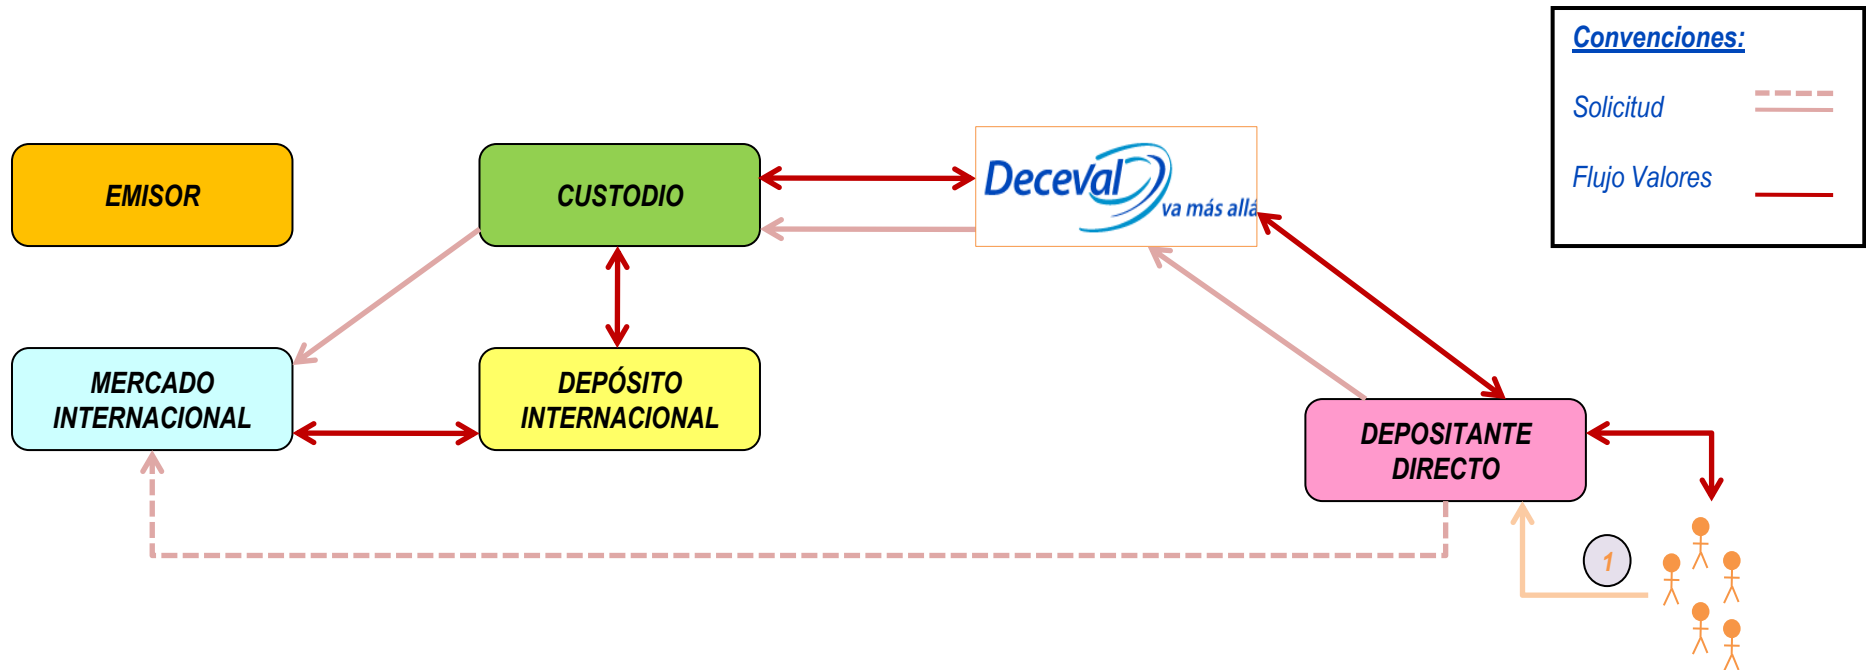 Convenciones:
Solicitud
Flujo Valores
EMISOR
CUSTODIO
Deceval
va más allá
MERCADO
INTERNACIONAL
DEPÓSITO
INTERNACIONAL
DEPOSITANTE
DIRECTO
1